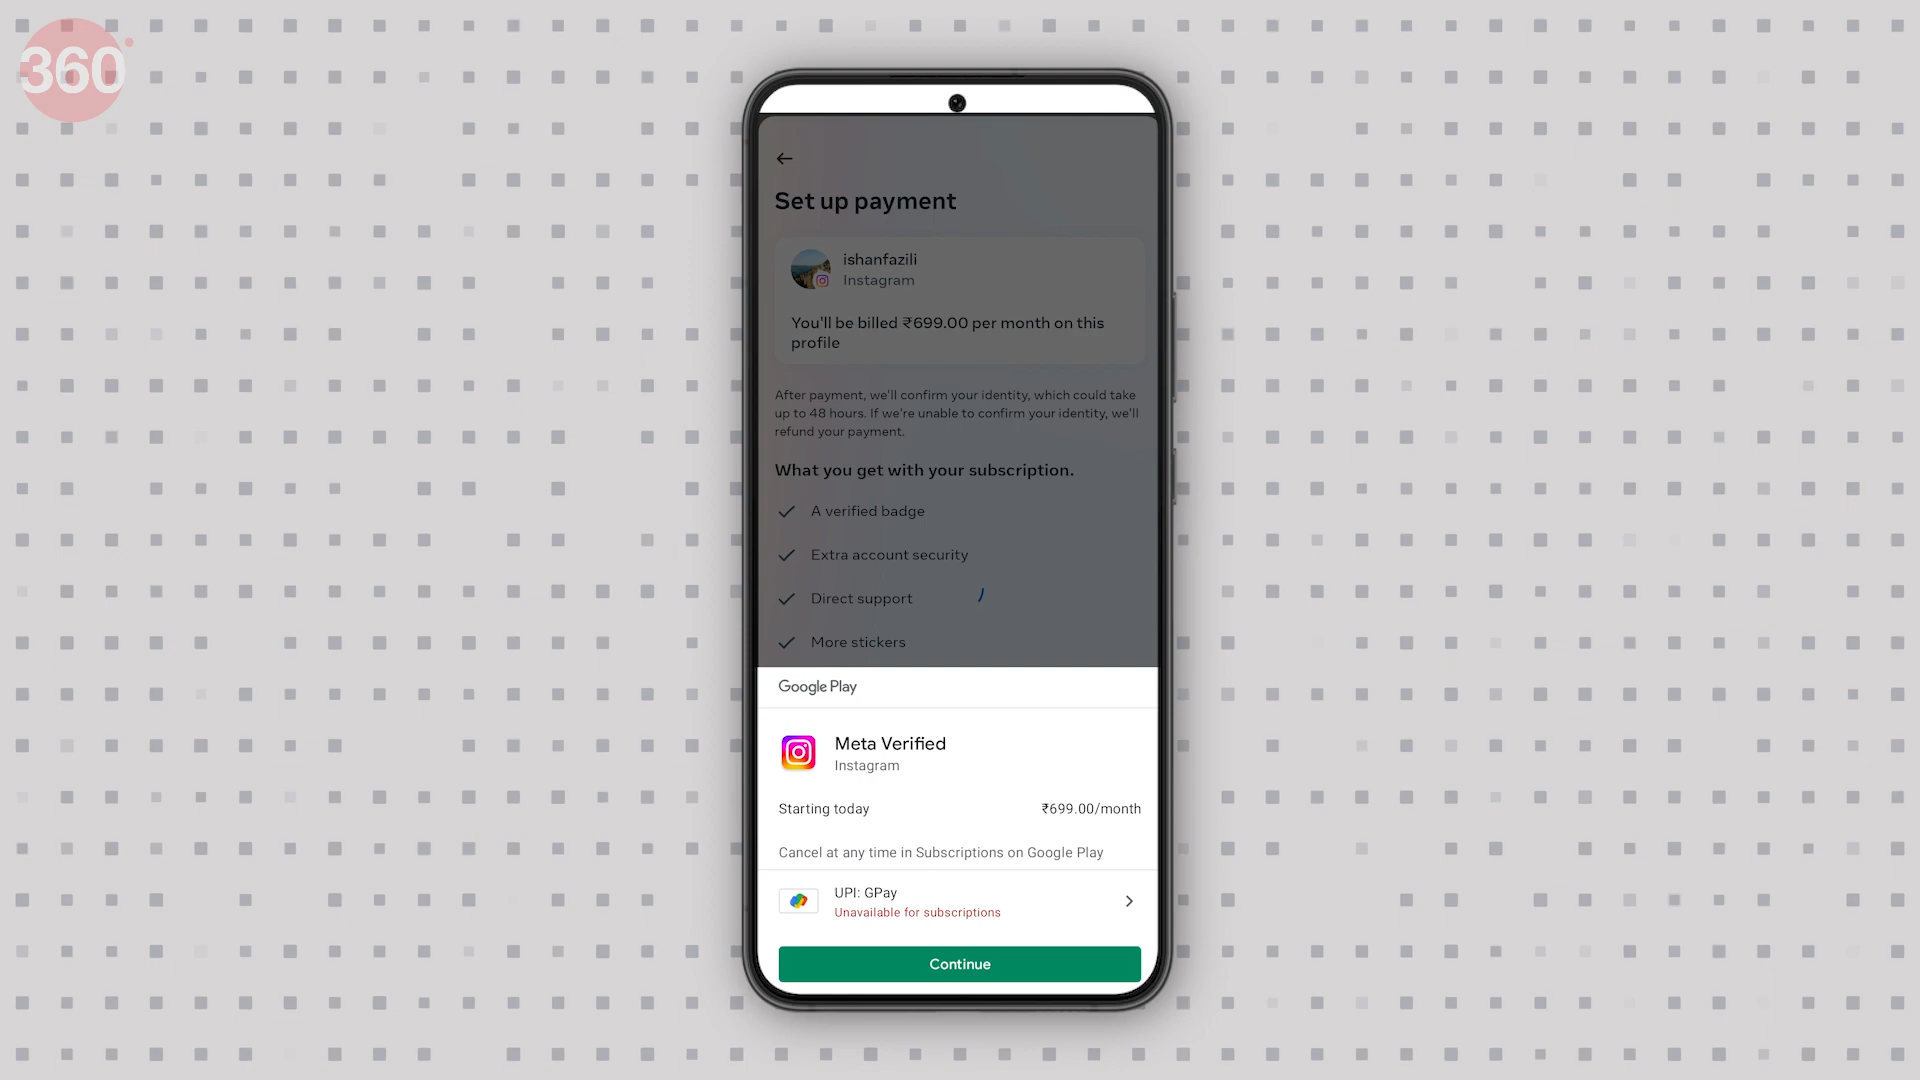 360
Set up payment
ishanfazili
Instagram
You'll be billed ₹699.00 per month on this
profile
After payment, we'll confirm your identity, which could take
up to 48 hours. If we're unable to confirm your identity, we'll
refund your payment.
What you get with your subscription.
A verified badge
Extra account security
Direct support
More stickers
Google Play
Meta Verified
Instagram
Starting today ₹699.00/month
Cancel at any time in Subscriptions on Google Play
UPI: GPay
Unavailable for subscriptions
Continue